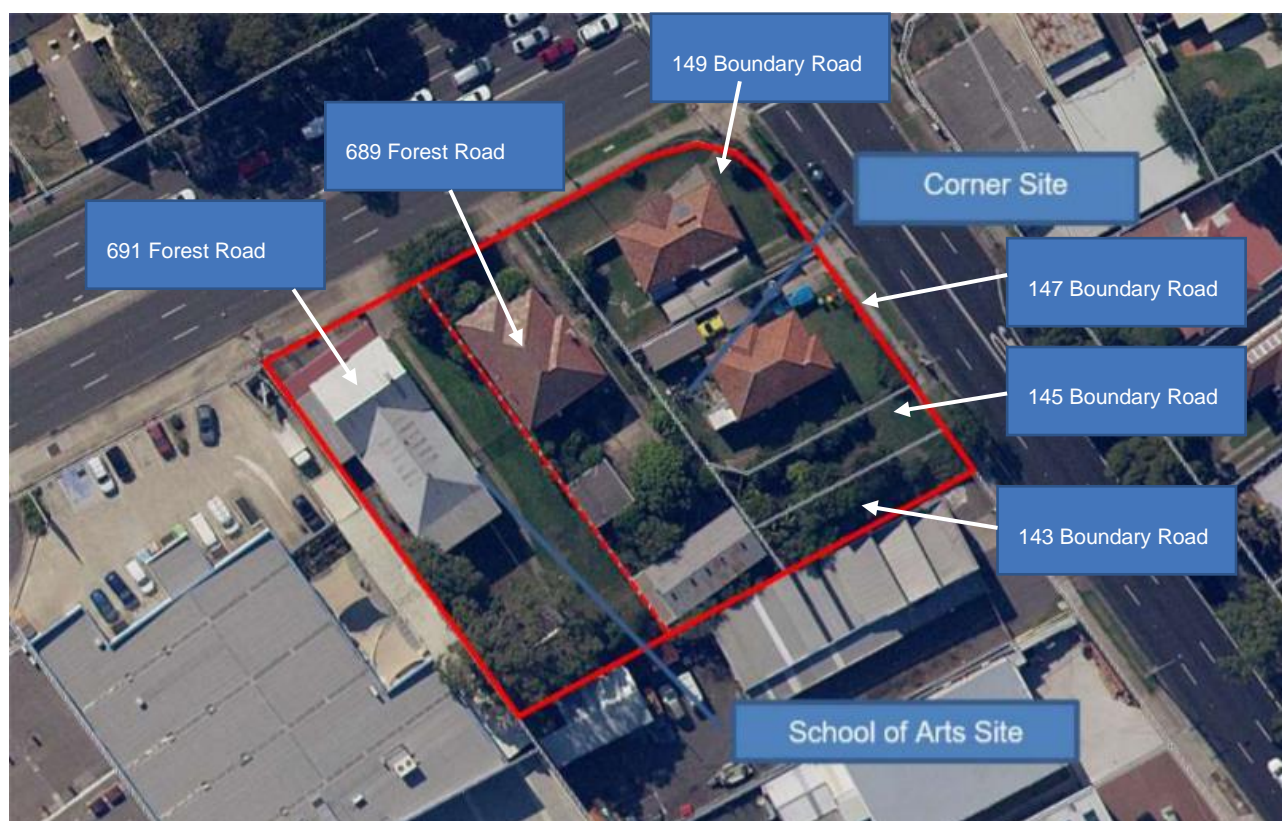 149 Boundary Road
689 Forest Road
Corner Site
691 Forest Road
147 Boundary Road
145 Boundary Road
143 Boundary Road
School of Arts Site